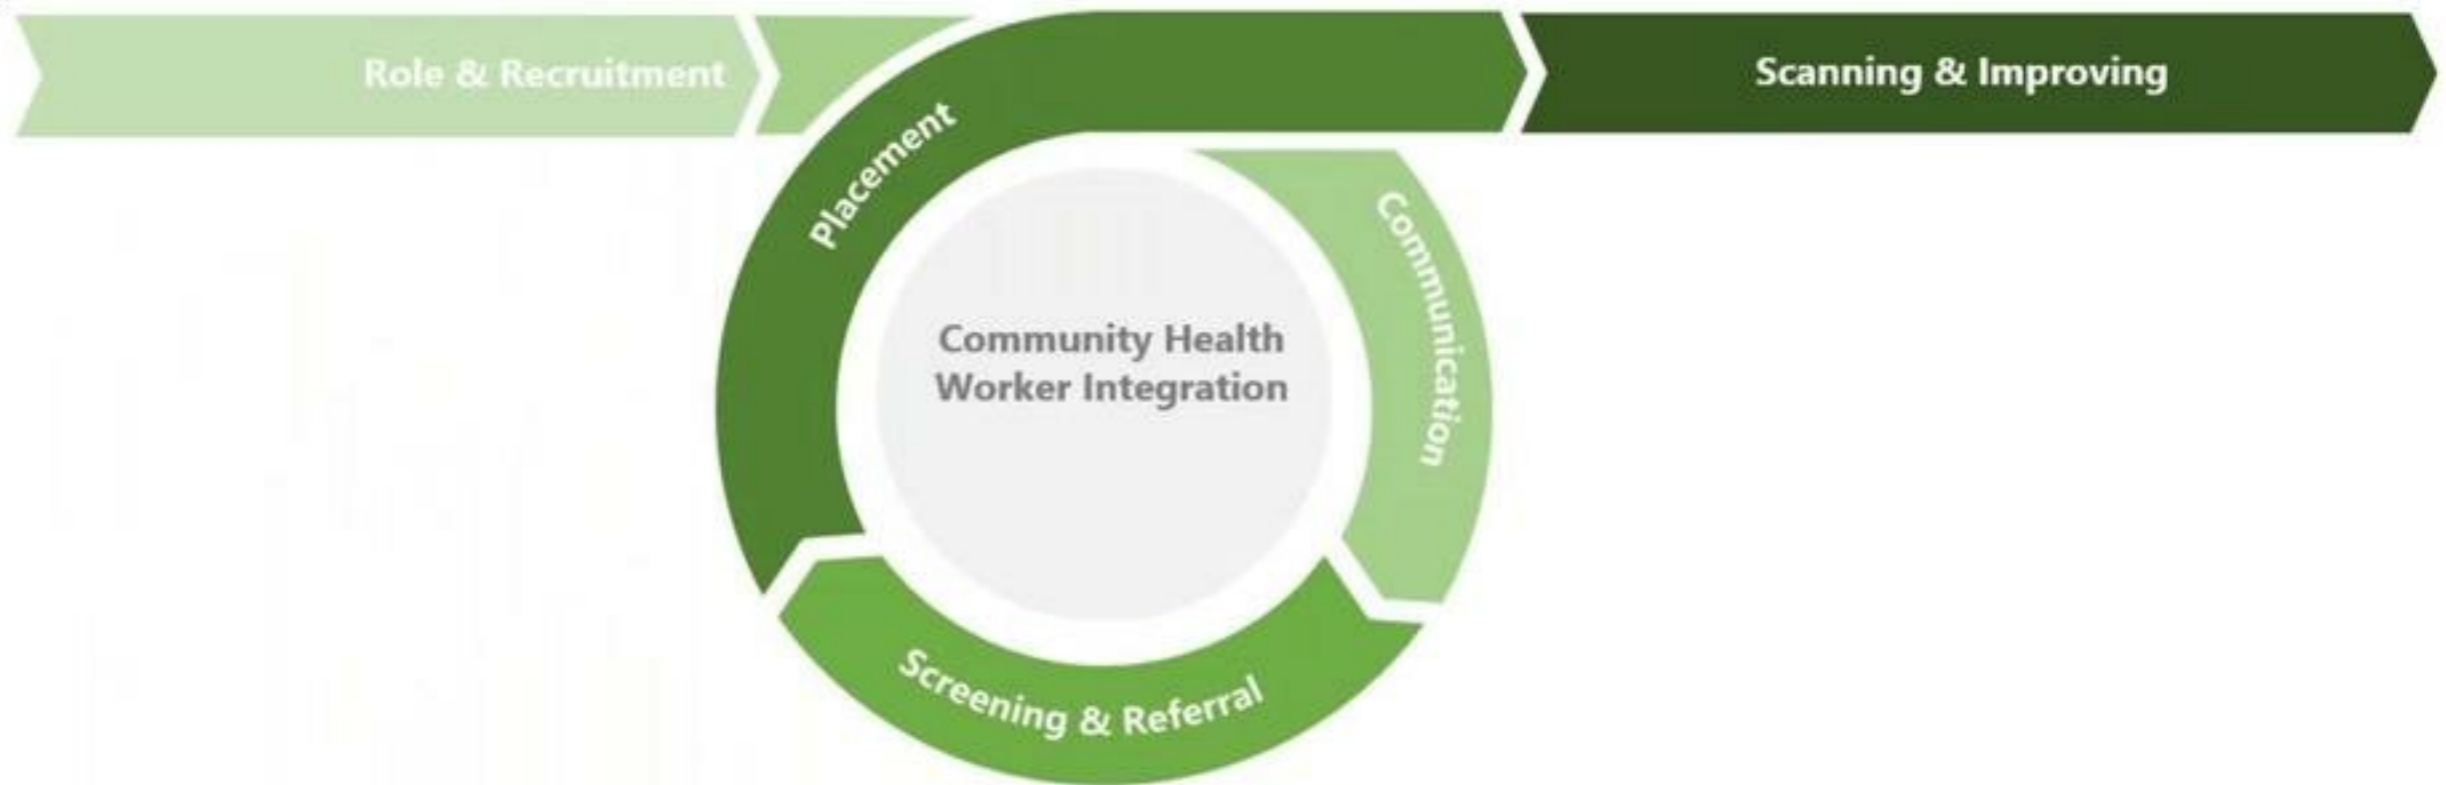 Role & Recruitment
Scanning & Improving
Placement
Communication
Community Health
Worker Integration
Screening & Referral